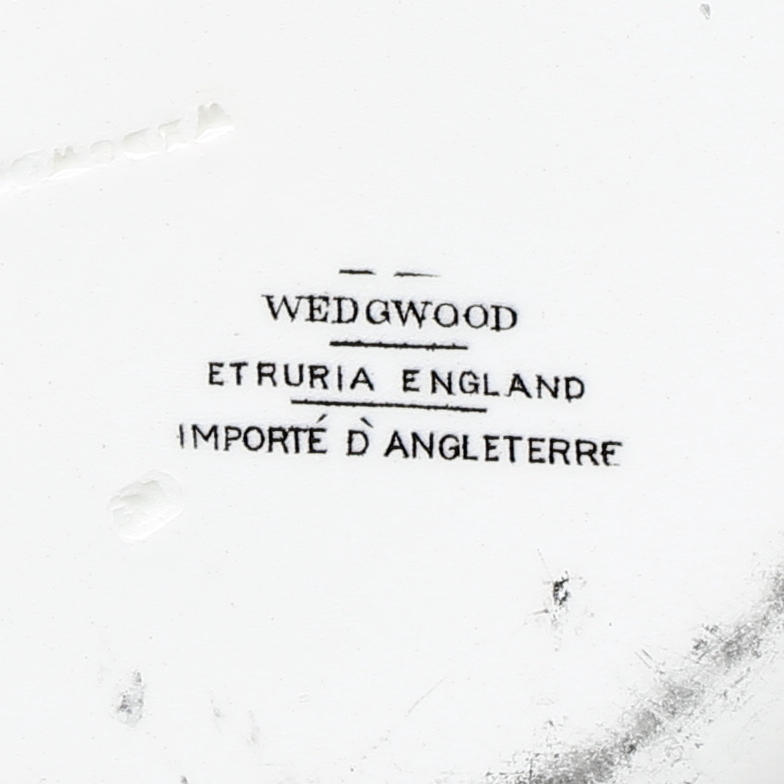 WEDGWOOD
ETRURIA ENGLAND
IMPORTÉ D` ANGLETERRE